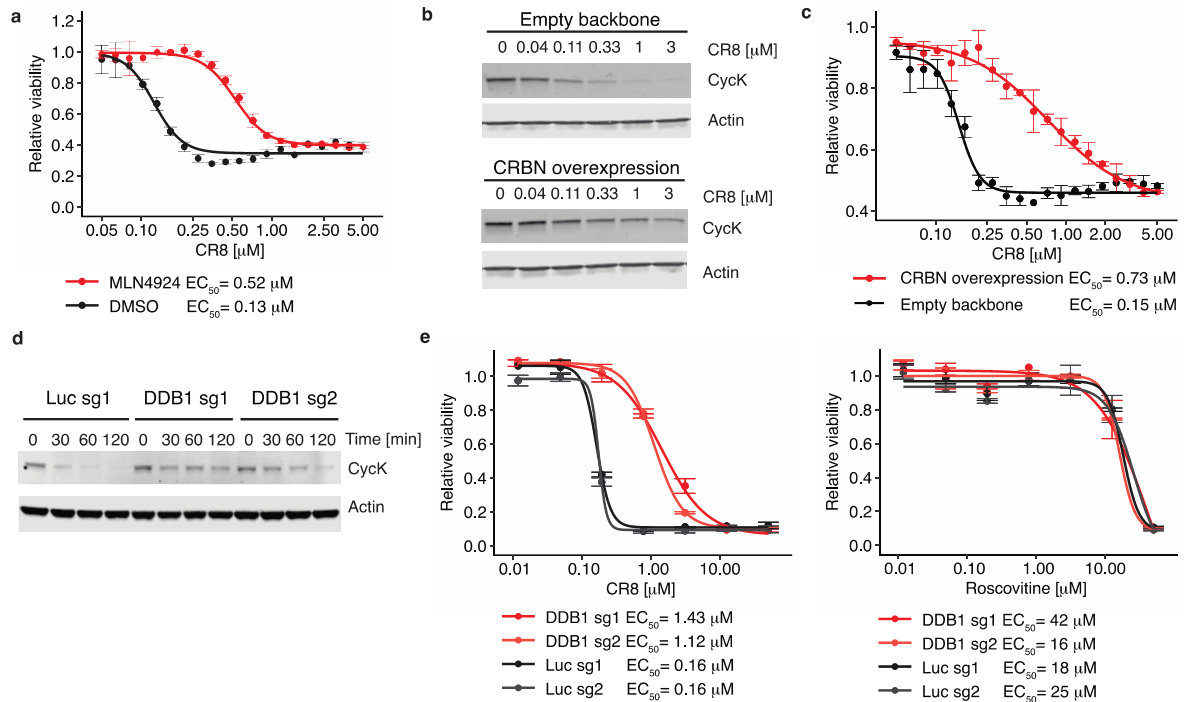 a
1.2
1.0
0.8
0.6
0.4
0.2
0.0
Relative viability
0.05 0.10 0.25 0.50 1.00 2.50 5.00
CR8 [µM]
MLN4924 EC50= 0.52 µM
DMSO EC50= 0.13 µM
b
Empty backbone
0 0.04 0.11 0.33 1 3 CR8 [µM]
CycK
Actin
CRBN overexpression
0 0.04 0.11 0.33 1 3 CR8 [µM]
CycK
Actin
c
1.0
0.8
0.6
0.4
Relative viability
0.10 0.25 0.50 1.00 2.00 5.00
CR8 [µM]
CRBN overexpression EC50= 0.73 µM
Empty backbone EC50= 0.15 µM
d
Luc sg1 DDB1 sg1 DDB1 sg2
0 30 60 120 0 30 60 120 0 30 60 120 Time [min]
CycK
Actin
e
1.0
0.8
0.6
0.4
0.2
0.0
Relative viability
0.01 0.10 1.00 10.00
CR8 [µM]
DDB1 sg1 EC50= 1.43 µM
DDB1 sg2 EC50= 1.12 µM
Luc sg1 EC50= 0.16 µM
Luc sg2 EC50= 0.16 µM
1.0
0.8
0.6
0.4
0.2
0.0
Relative viability
0.01 0.10 1.00 10.00
Roscovitine [µM]
DDB1 sg1 EC50= 42 µM
DDB1 sg2 EC50= 16 µM
Luc sg1 EC50= 18 µM
Luc sg2 EC50= 25 µM